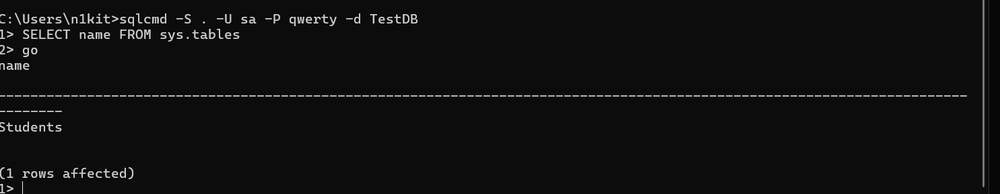 C:\Users\n1kit>sqlcmd -S . -U sa -P qwerty -d TestDB
1> SELECT name FROM sys.tables
2> go
name
------------------------------------------------------------------------------------------------------------------------
--------
Students
(1 rows affected)
1>